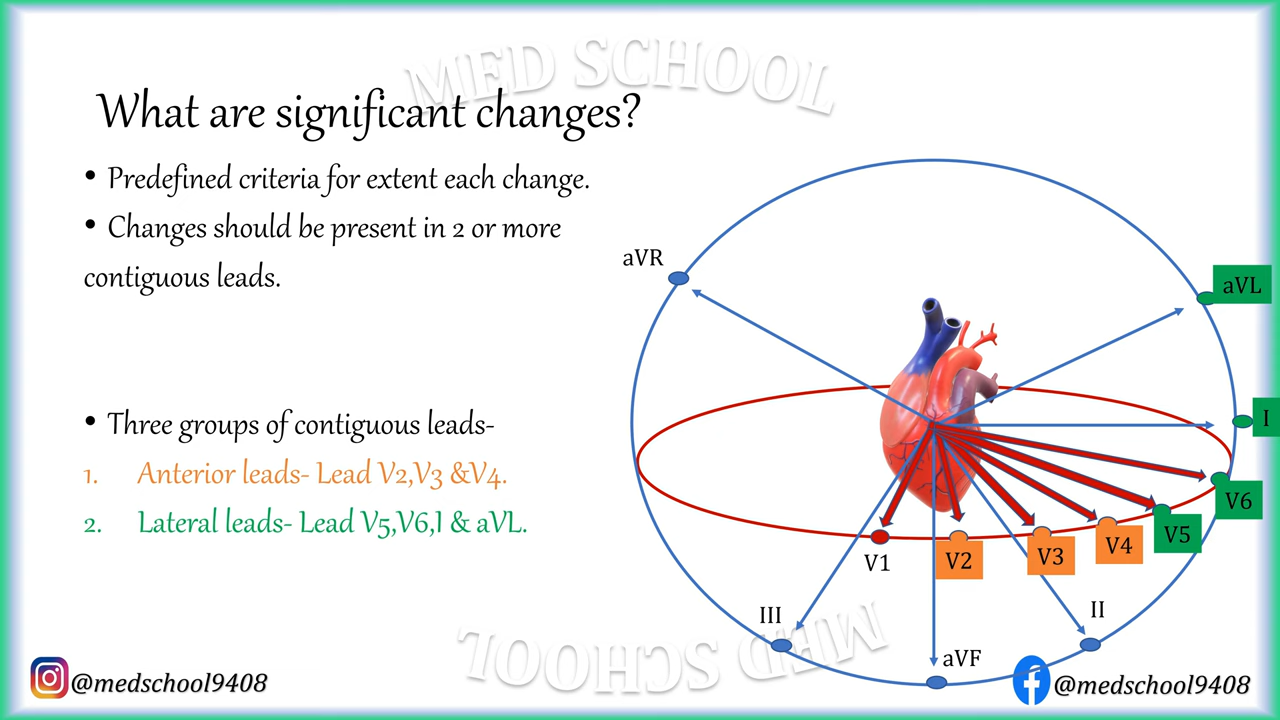 MED SCHOOL
What are significant changes?
• Predefined criteria for extent each change.
• Changes should be present in 2 or more
contiguous leads.
• Three groups of contiguous leads-
1. Anterior leads- Lead V2,V3 &V4.
2. Lateral leads- Lead V5,V6,I & aVL.
aVR
aVL
I
V6
V5
V4
V3
V2
V1
III
II
aVF
MED SCHOOL
@medschool9408
@medschool9408